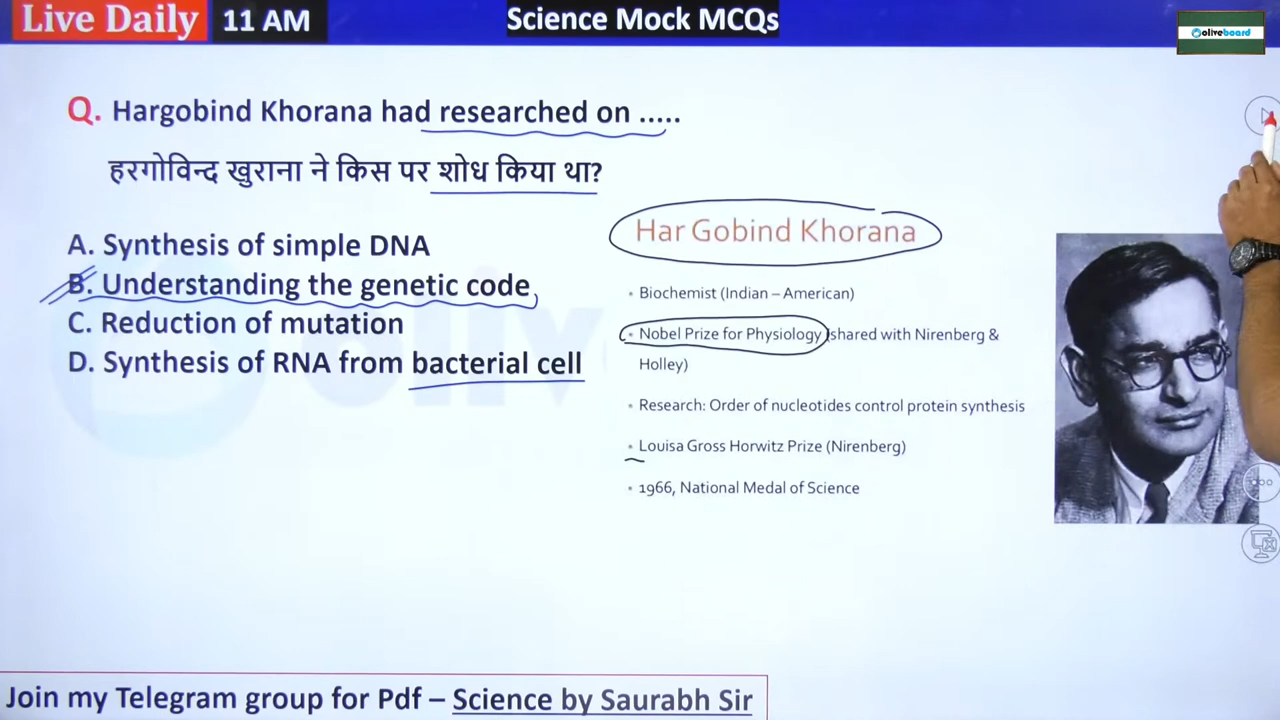 Live Daily 11 AM
Science Mock MCQs
oliveboard
Q. Hargobind Khorana had researched on .....
हरगोविन्द खुराना ने किस पर शोध किया था?
A. Synthesis of simple DNA
B. Understanding the genetic code
C. Reduction of mutation
D. Synthesis of RNA from bacterial cell
Har Gobind Khorana
• Biochemist (Indian – American)
• Nobel Prize for Physiology (shared with Nirenberg &
Holley)
• Research: Order of nucleotides control protein synthesis
• Louisa Gross Horwitz Prize (Nirenberg)
• 1966, National Medal of Science
oliv
Join my Telegram group for Pdf – Science by Saurabh Sir